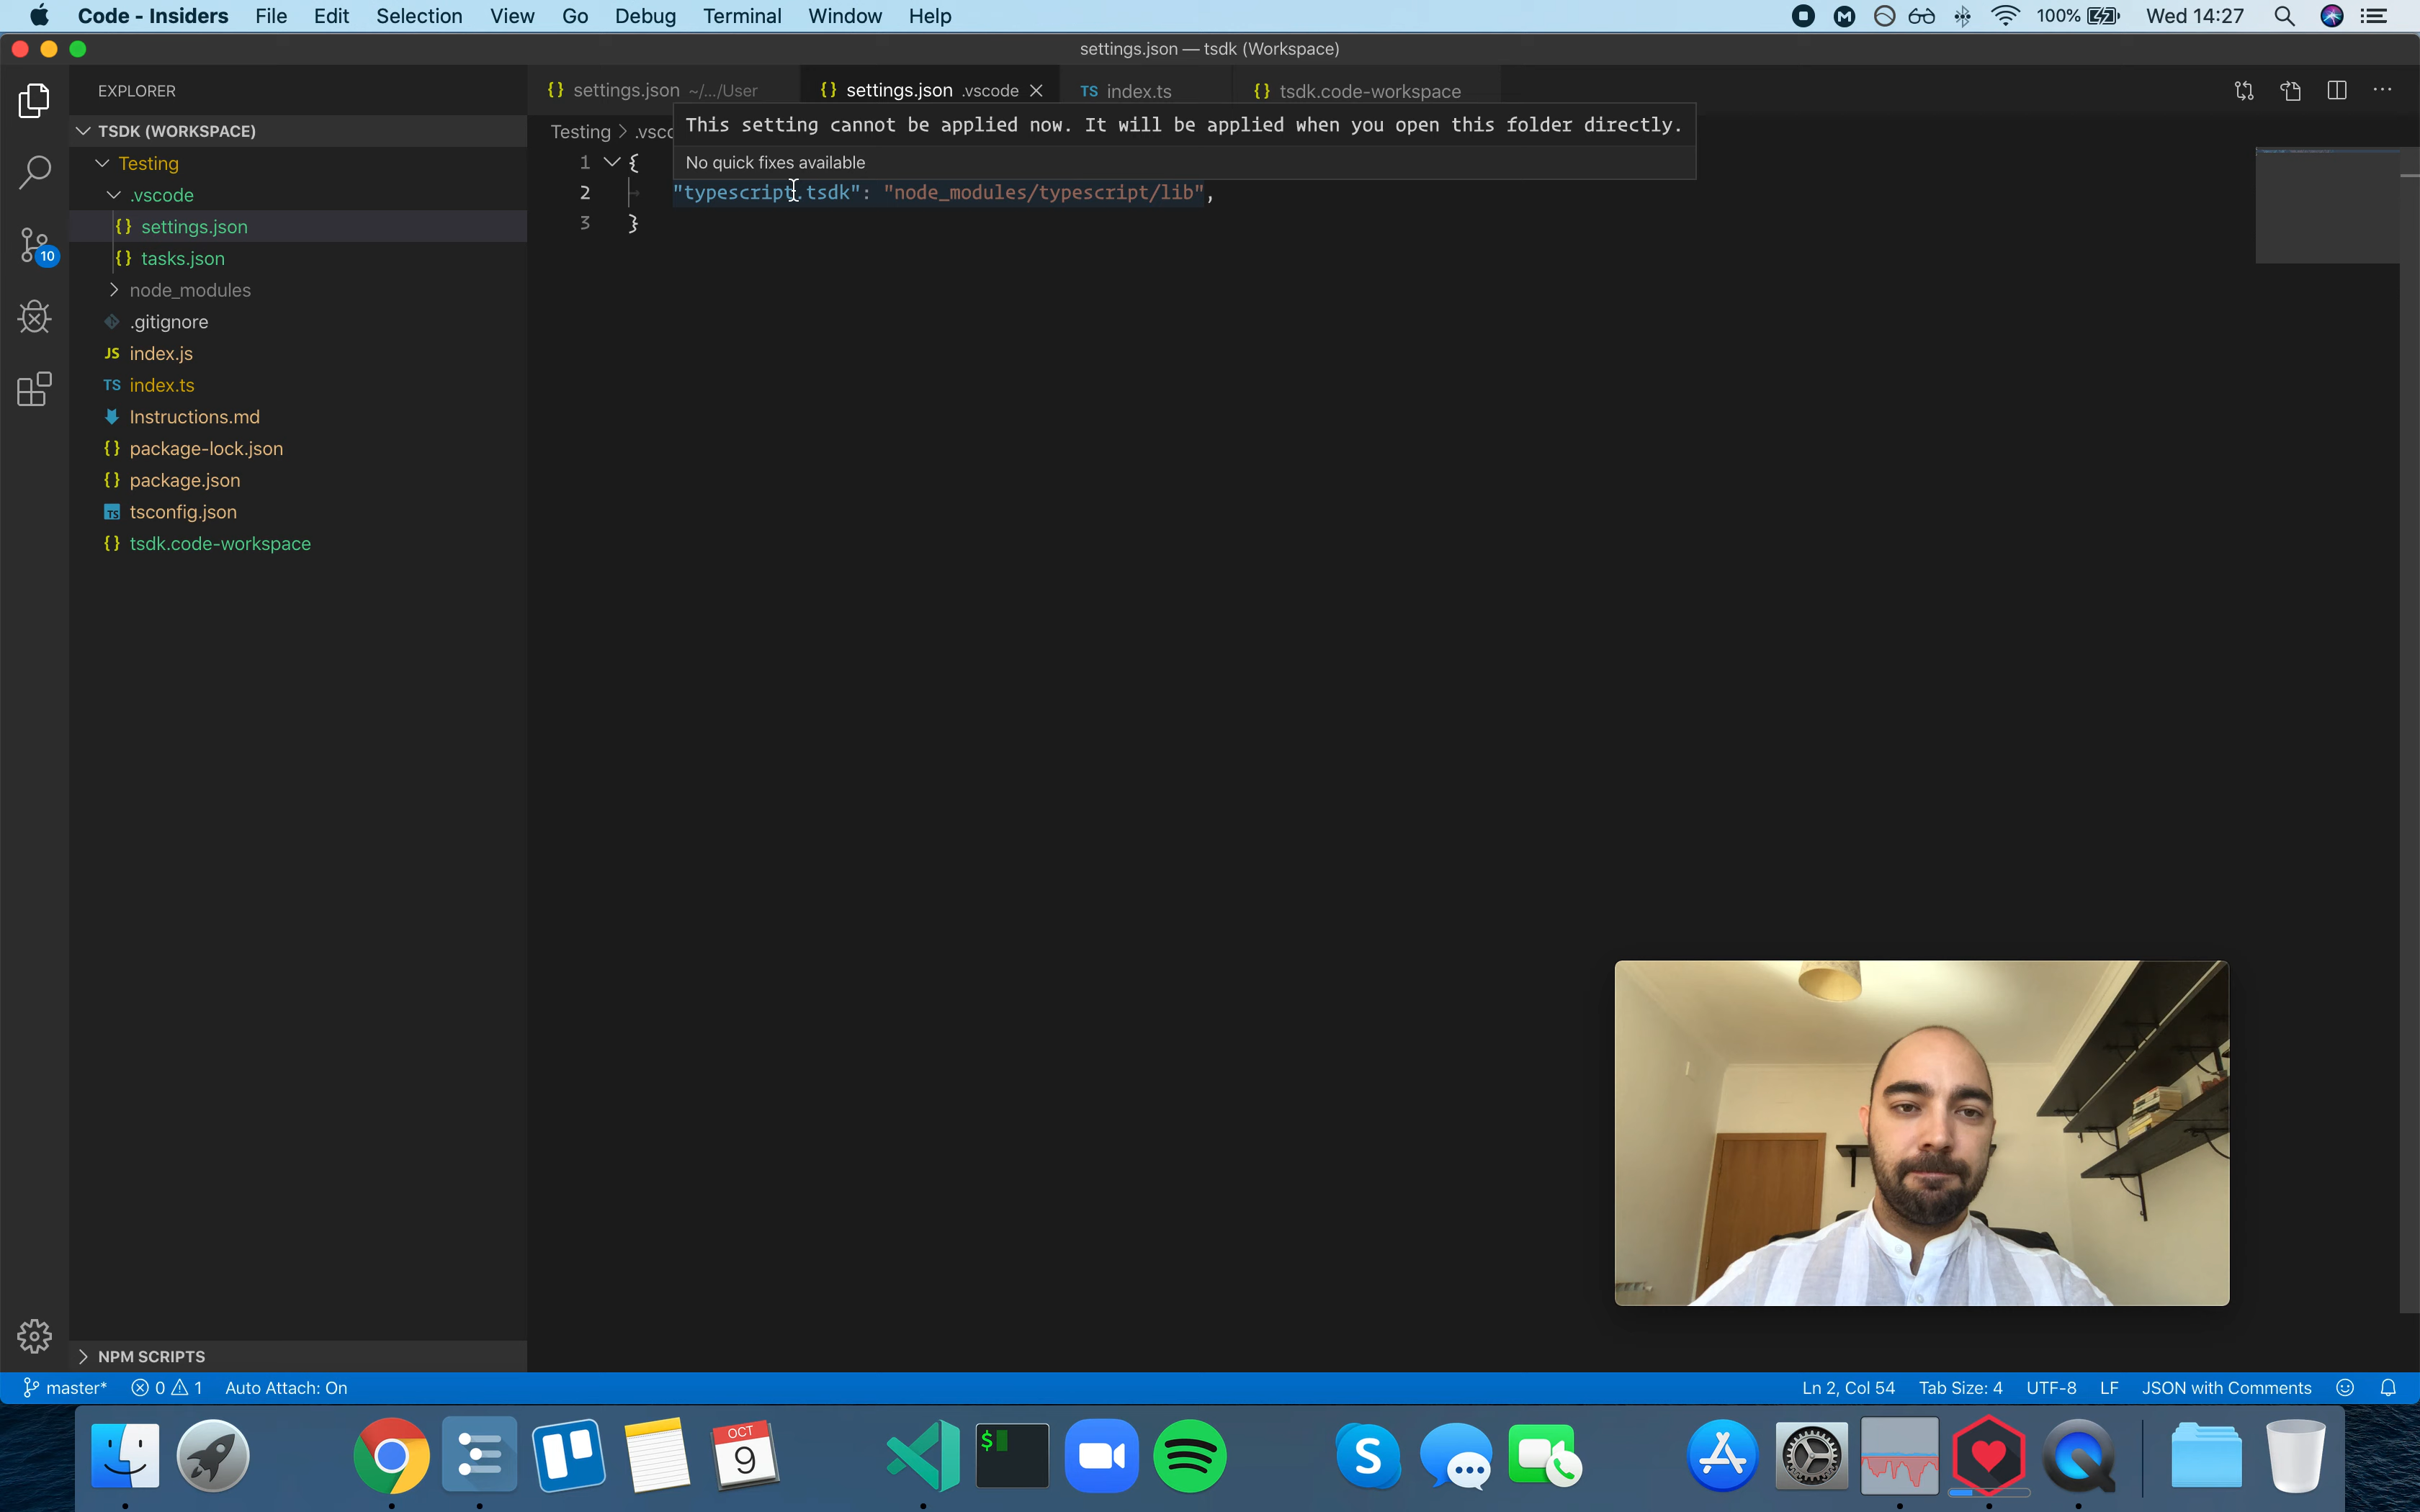 Code - Insiders File Edit Selection View Go Debug Terminal Window Help 100% Wed 14:27
settings.json — tsdk (Workspace)
EXPLORER
TSDK (WORKSPACE)
Testing
.vscode
settings.json
tasks.json
node_modules
.gitignore
JS index.js
TS index.ts
Instructions.md
package-lock.json
package.json
TS tsconfig.json
tsdk.code-workspace
10
NPM SCRIPTS
{} settings.json ~/.../User {} settings.json .vscode TS index.ts {} tsdk.code-workspace
Testing > .vsc
This setting cannot be applied now. It will be applied when you open this folder directly.
No quick fixes available
1 {
2 "typescript.tsdk": "node_modules/typescript/lib",
3 }
master* 0 1 Auto Attach: On Ln 2, Col 54 Tab Size: 4 UTF-8 LF JSON with Comments
OCT
9
$
S